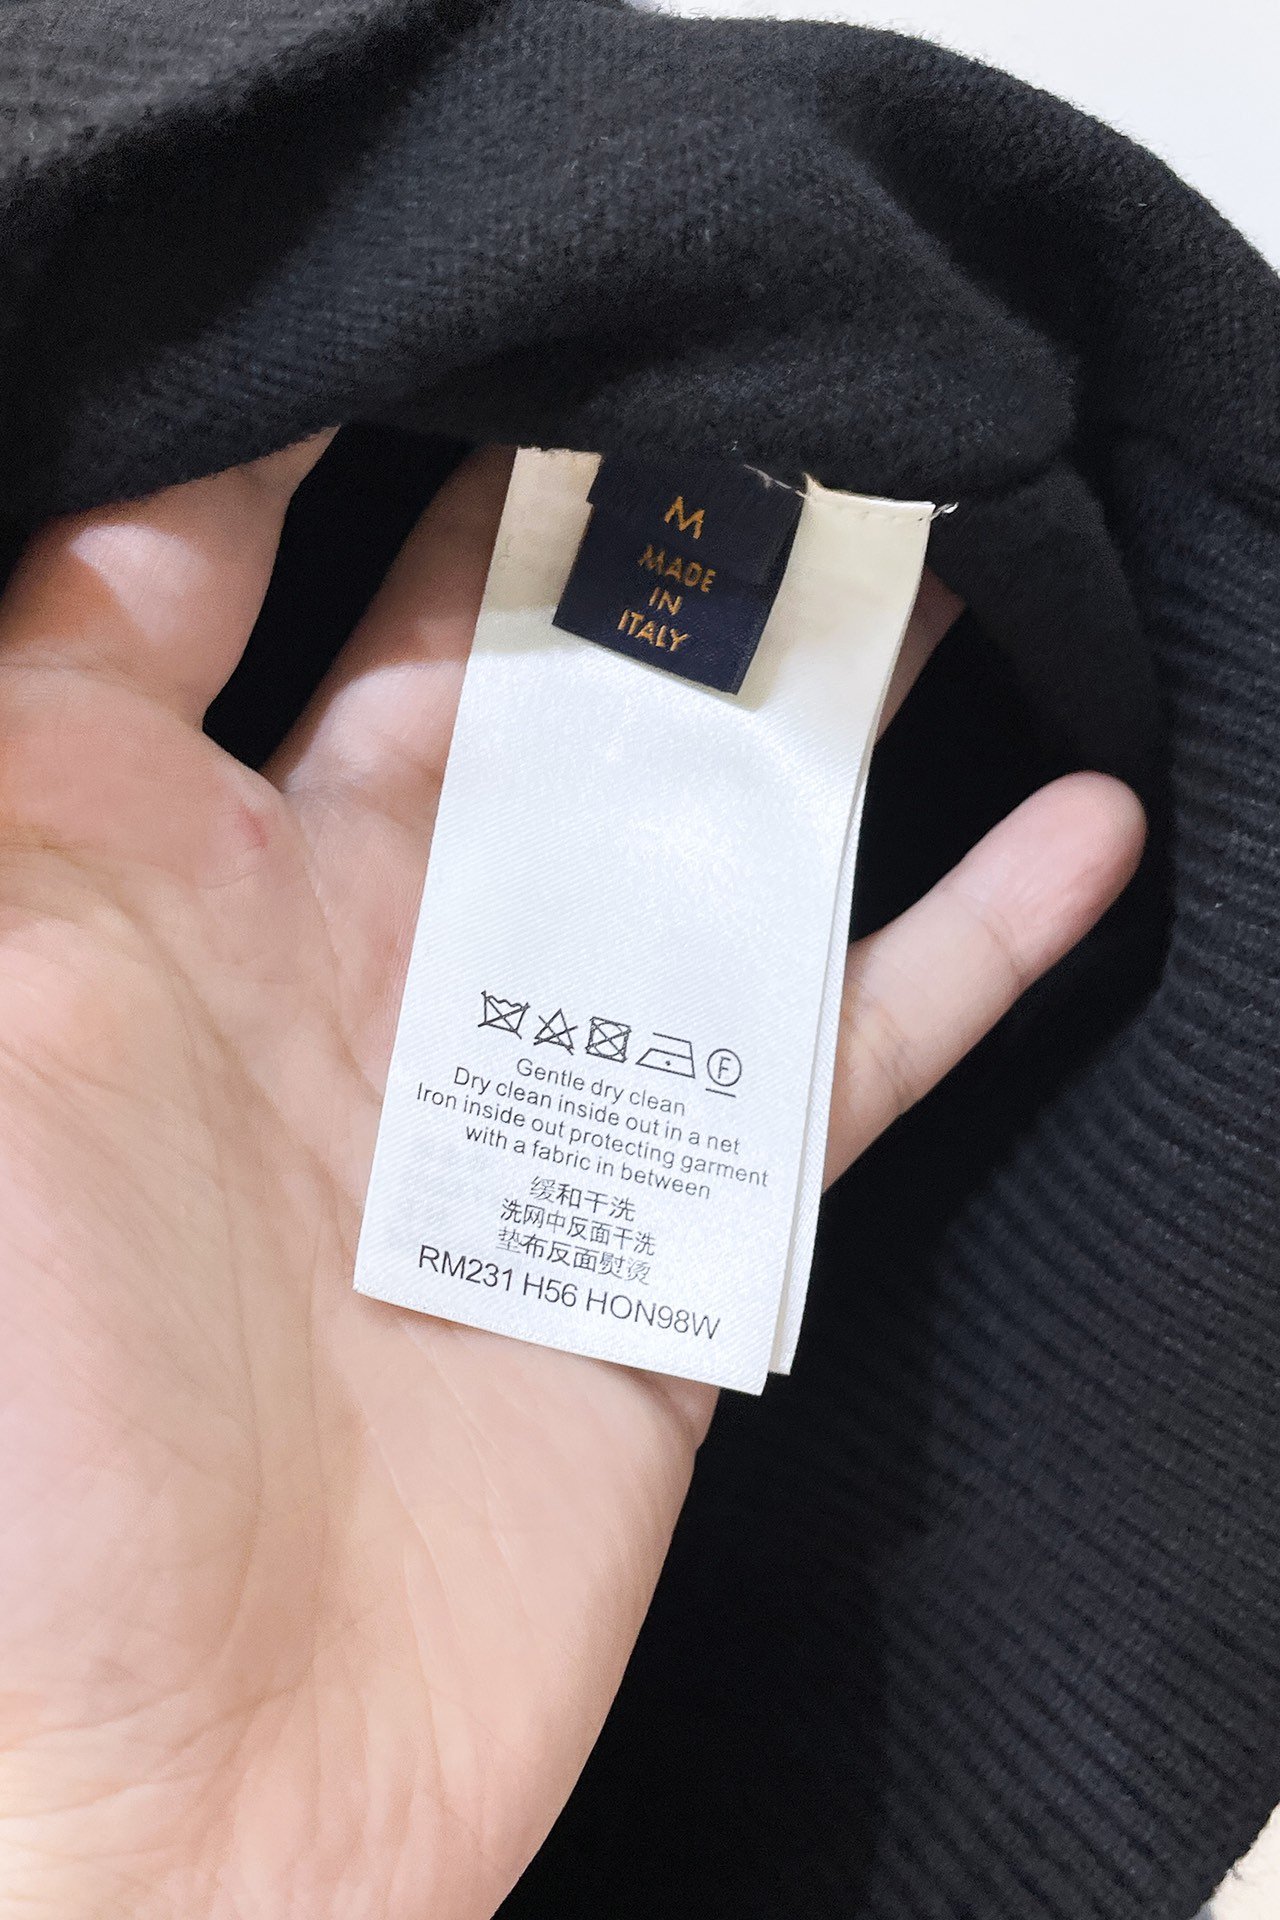 M
MADE
IN
ITALY
F
Gentle dry clean
Dry clean inside out in a net
Iron inside out protecting garment
with a fabric in between
缓和干洗
洗网中反面干洗
垫布反面熨烫
RM231 H56 HON98W